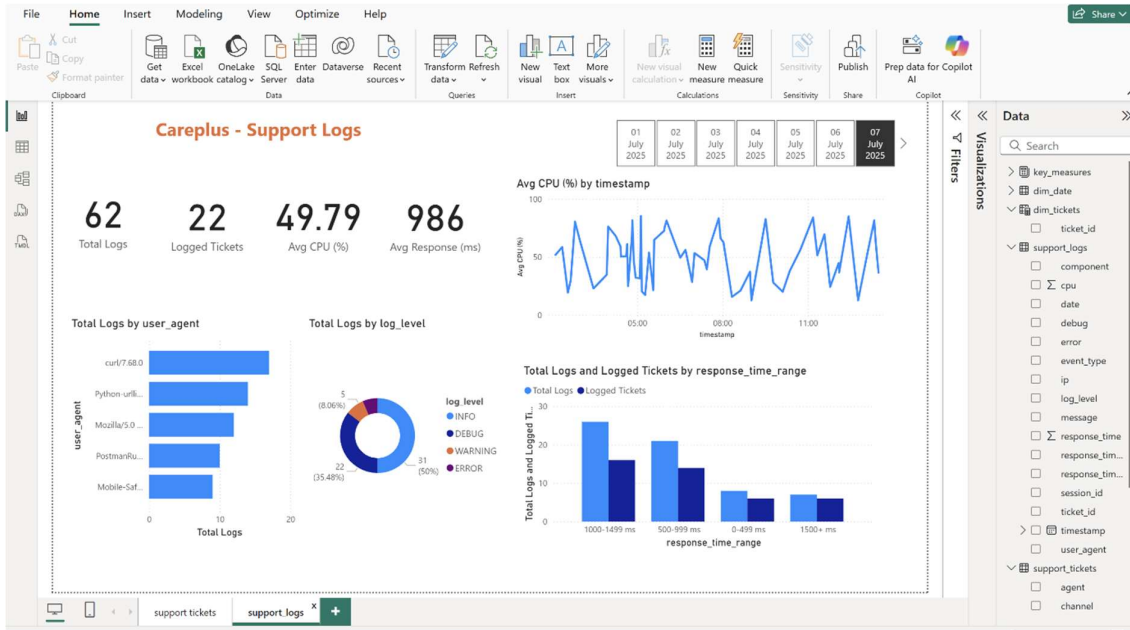 File Home Insert Modeling View Optimize Help Share
Paste
Cut
Copy
Format painter
Clipboard
Get data
Excel workbook
OneLake catalog
SQL Server
Enter data
Dataverse
Recent sources
Data
Transform data
Refresh
Queries
New visual
Text box
More visuals
Insert
New visual calculation
New measure
Quick measure
Calculations
Sensitivity
Sensitivity
Publish
Share
Prep data for AI
Copilot
Copilot
Careplus - Support Logs
01 July 2025
02 July 2025
03 July 2025
04 July 2025
05 July 2025
06 July 2025
07 July 2025
62
Total Logs
22
Logged Tickets
49.79
Avg CPU (%)
986
Avg Response (ms)
Avg CPU (%) by timestamp
Avg CPU (%)
100
50
0
05:00 08:00 11:00
timestamp
Total Logs by user_agent
user_agent
curl/7.68.0
Python-urlli...
Mozilla/5.0 ...
PostmanRu...
Mobile-Saf...
0 10 20
Total Logs
Total Logs by log_level
5
(8.06%)
22
(35.48%)
31
(50%)
log_level
INFO
DEBUG
WARNING
ERROR
Total Logs and Logged Tickets by response_time_range
Total Logs Logged Tickets
Total Logs and Logged Ti...
30
20
10
0
1000-1499 ms 500-999 ms 0-499 ms 1500+ ms
response_time_range
Filters
Visualizations
Data
Search
key_measures
dim_date
dim_tickets
ticket_id
support_logs
component
cpu
date
debug
error
event_type
ip
log_level
message
response_time
response_tim...
response_tim...
session_id
ticket_id
timestamp
user_agent
support_tickets
agent
channel
support tickets
support_logs x
+